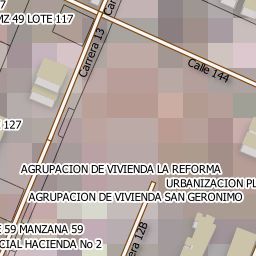 MZ 49 LOTE 117
Carrera 13
Calle 144
127
AGRUPACION DE VIVIENDA LA REFORMA
URBANIZACION PL
AGRUPACION DE VIVIENDA SAN GERONIMO
59 MANZANA 59
CIAL HACIENDA No 2
Carrera 12B